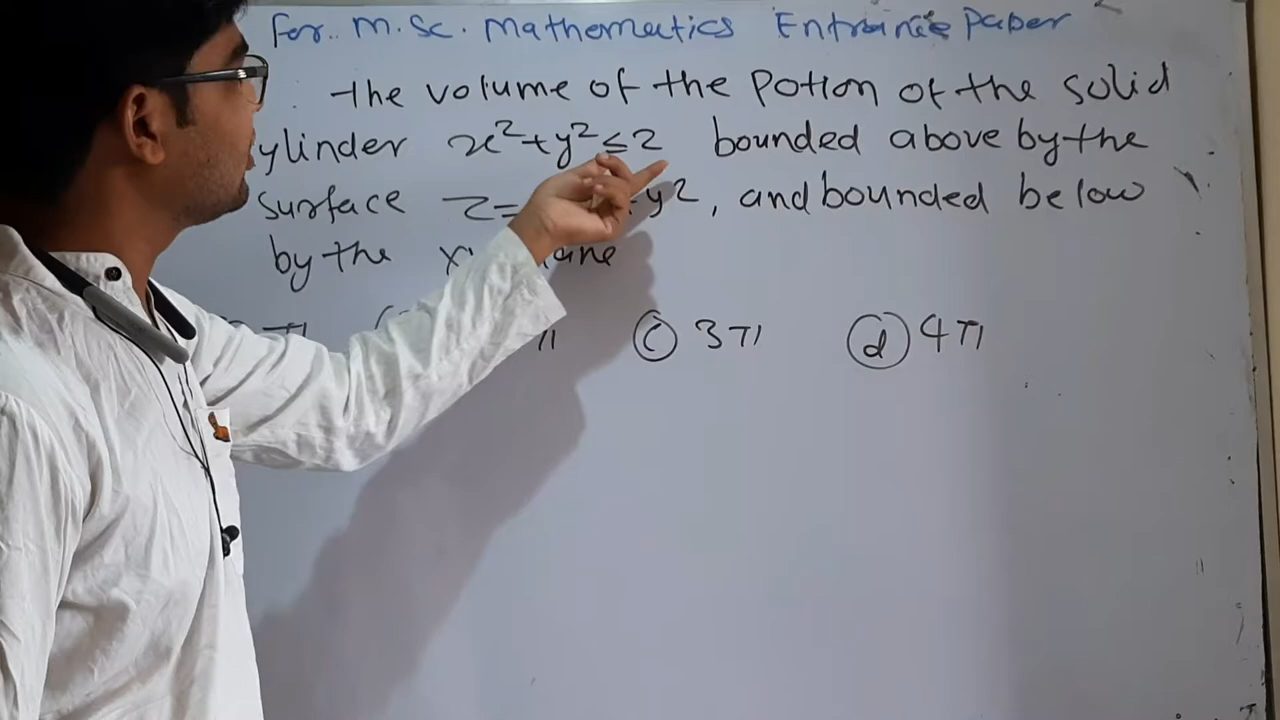 For.. M.Sc. Mathematics Entrance Paper
the volume of the Potion of the solid
ylinder x²+y²≤2 bounded above by the
surface z= y², and bounded below
by the
π (c) 3π (d) 4π